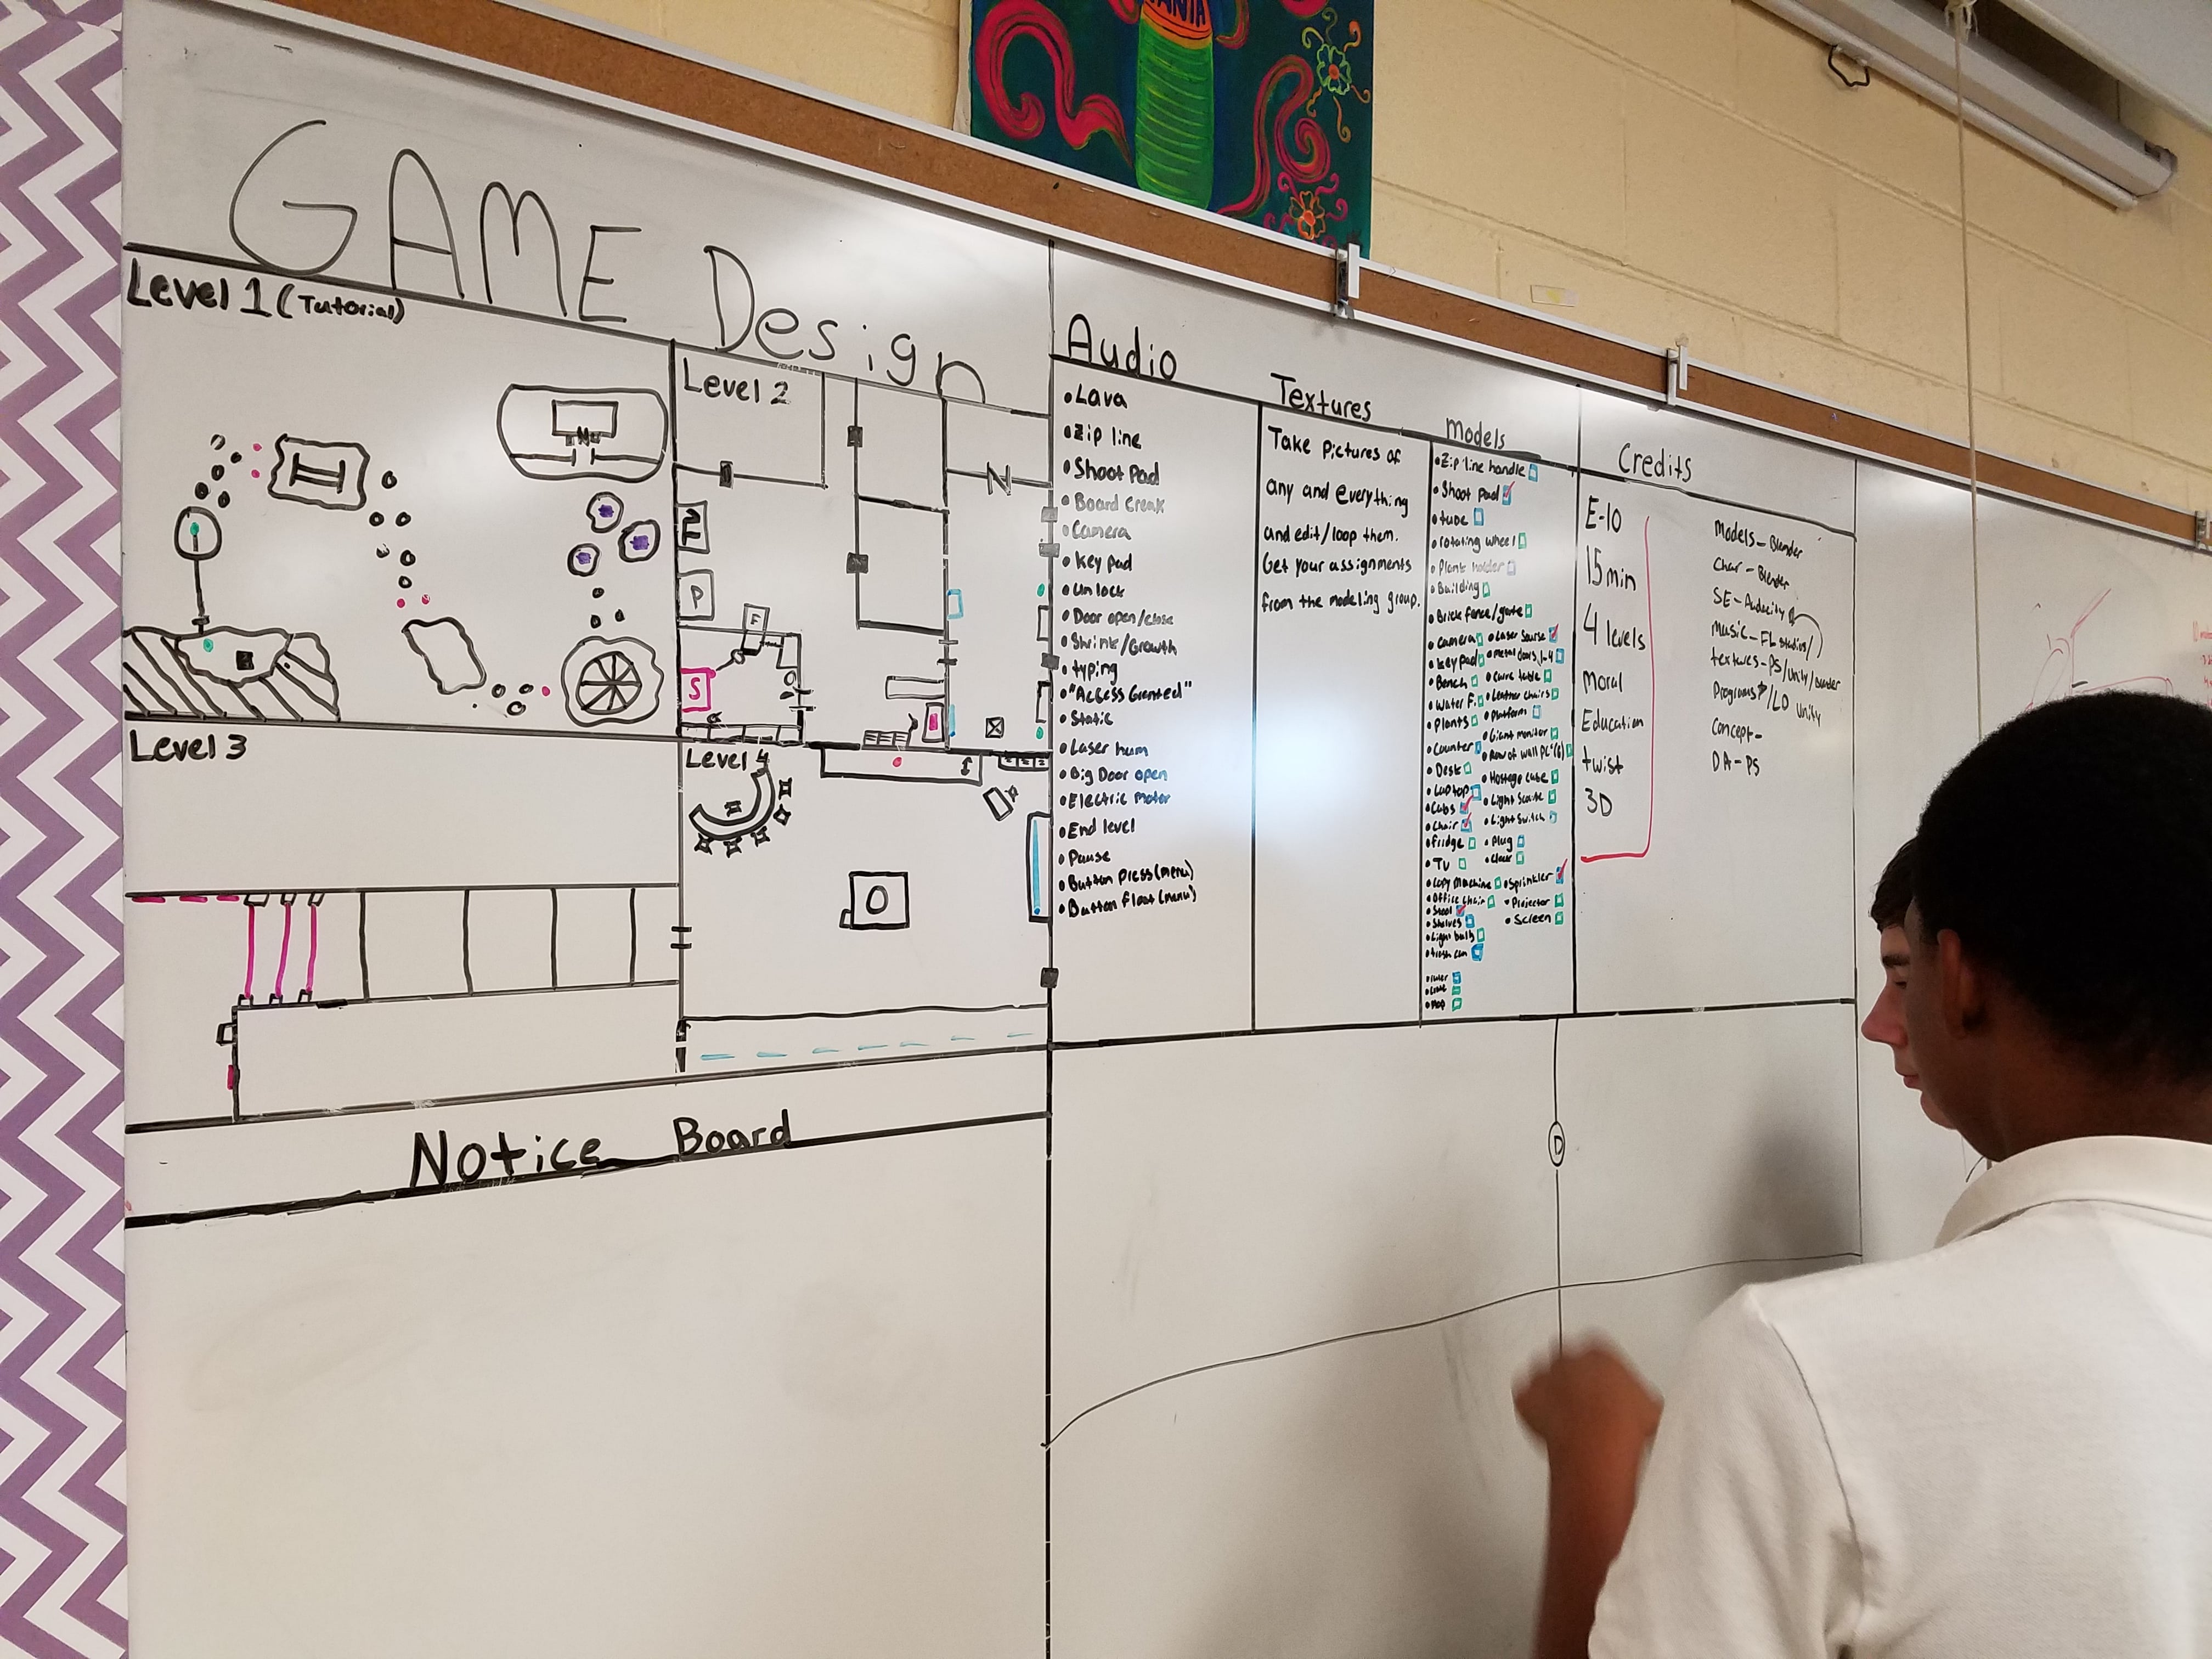 ANTA
GAME Design
Level 1 (Tutorial)
Level 2
P
F
S
N
Level 3
Level 4
O
Notice Board
Audio
• Lava
• Zip line
• Shoot Pad
• Board Creak
• Camera
• Key pad
• Unlock
• Door open/close
• Shrink/Growth
• typing
• "Access Granted"
• Static
• Laser hum
• Big Door open
• Electric Motor
• End level
• Pause
• Button Press(menu)
• Button float(menu)
Textures
Take Pictures of
any and everything
and edit/loop them.
Get your assignments
from the modeling group.
Models
• Zip line handle
• Shoot Pad
• tube
• rotating wheel
• Plank holder
• Building
• Brick fence/gate
• Camera
• Key pad
• Bench
• Water F.
• Plants
• Counter
• Desk
• Laptop
• Cubs
• Chair
• fridge
• Tv
• Copy Machine
• Office chair
• Stool
• Shelves
• Light bulb
• trash can
• Mop
• Laser Sourse
• Metal doors 1-4
• Curve table
• Leather chairs
• Platform
• Giant monitor
• Row of wall PC's(6)
• Hostage cube
• Light Switch
• Plug
• Clock
• Sprinkler
• Projector
• Screen
Credits
E-10
15 min
4 levels
moral
Education
twist
3D
Models - Blender
Char - Blender
SE - Audacity
Music - FL studios/
textures - PS/Unity/Blender
Programs /LD Unity
Concept -
DA - PS
D